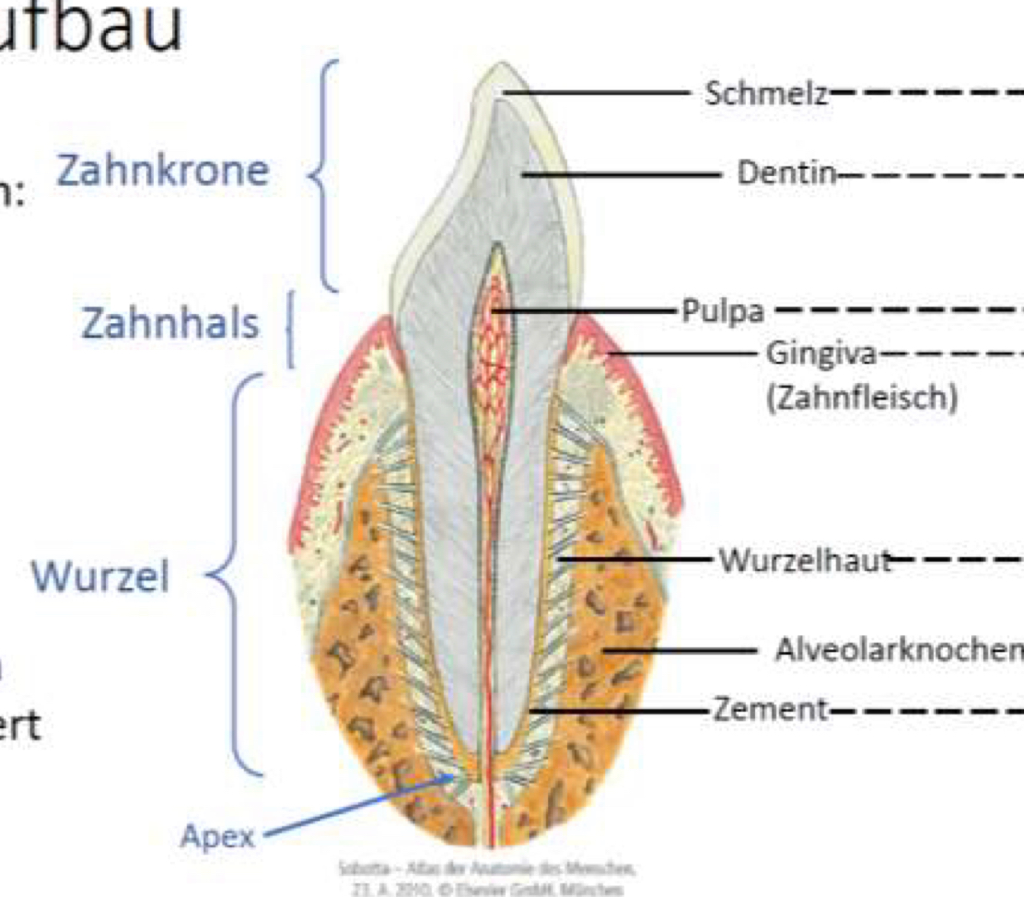 ufbau
Zahnkrone
n:
Zahnhals
Wurzel
n
ert
Apex
Schmelz
Dentin
Pulpa
Gingiva
(Zahnfleisch)
Wurzelhaut
Alveolarknochen
Zement
Sobotta – Atlas der Anatomie des Menschen,
23. A. 2010, © Elsevier GmbH, München